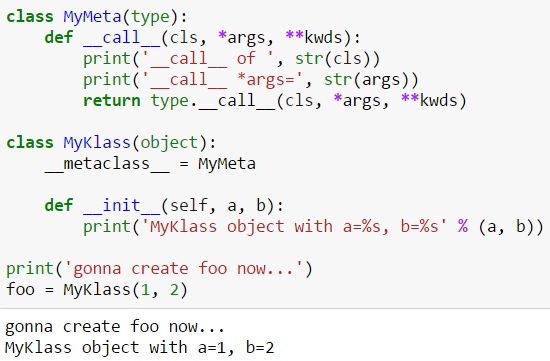 class MyMeta(type):
    def __call__(cls, *args, **kwds):
        print('__call__ of ', str(cls))
        print('__call__ *args=', str(args))
        return type.__call__(cls, *args, **kwds)
class MyKlass(object):
    __metaclass__ = MyMeta
    def __init__(self, a, b):
        print('MyKlass object with a=%s, b=%s' % (a, b))
print('gonna create foo now...')
foo = MyKlass(1, 2)
gonna create foo now...
MyKlass object with a=1, b=2